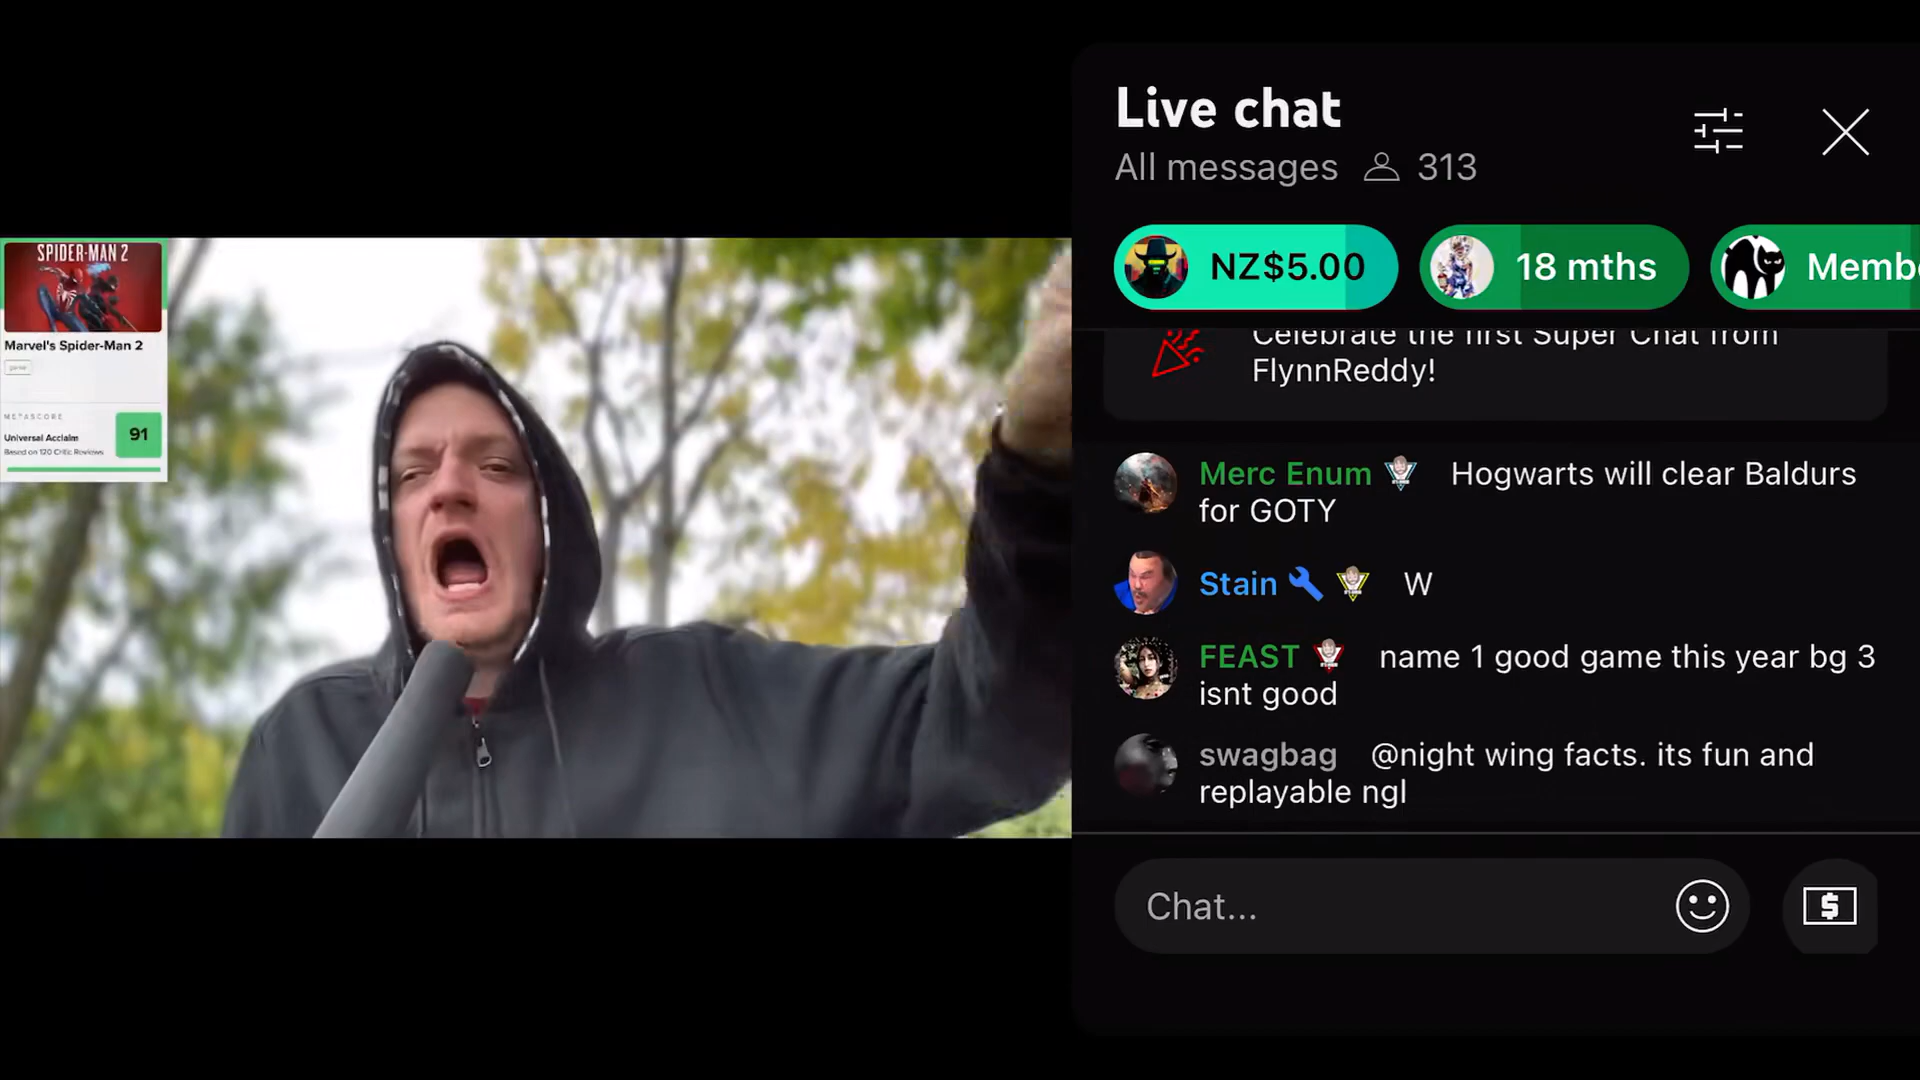 SPIDER-MAN 2
Marvel's Spider-Man 2
game
METASCORE
Universal Acclaim
91
Based on 120 Critic Reviews
Live chat
All messages 313
NZ$5.00
18 mths
Membe
Celebrate the first Super Chat from
FlynnReddy!
Merc Enum Hogwarts will clear Baldurs
for GOTY
Stain W
FEAST name 1 good game this year bg 3
isnt good
swagbag @night wing facts. its fun and
replayable ngl
Chat...
$